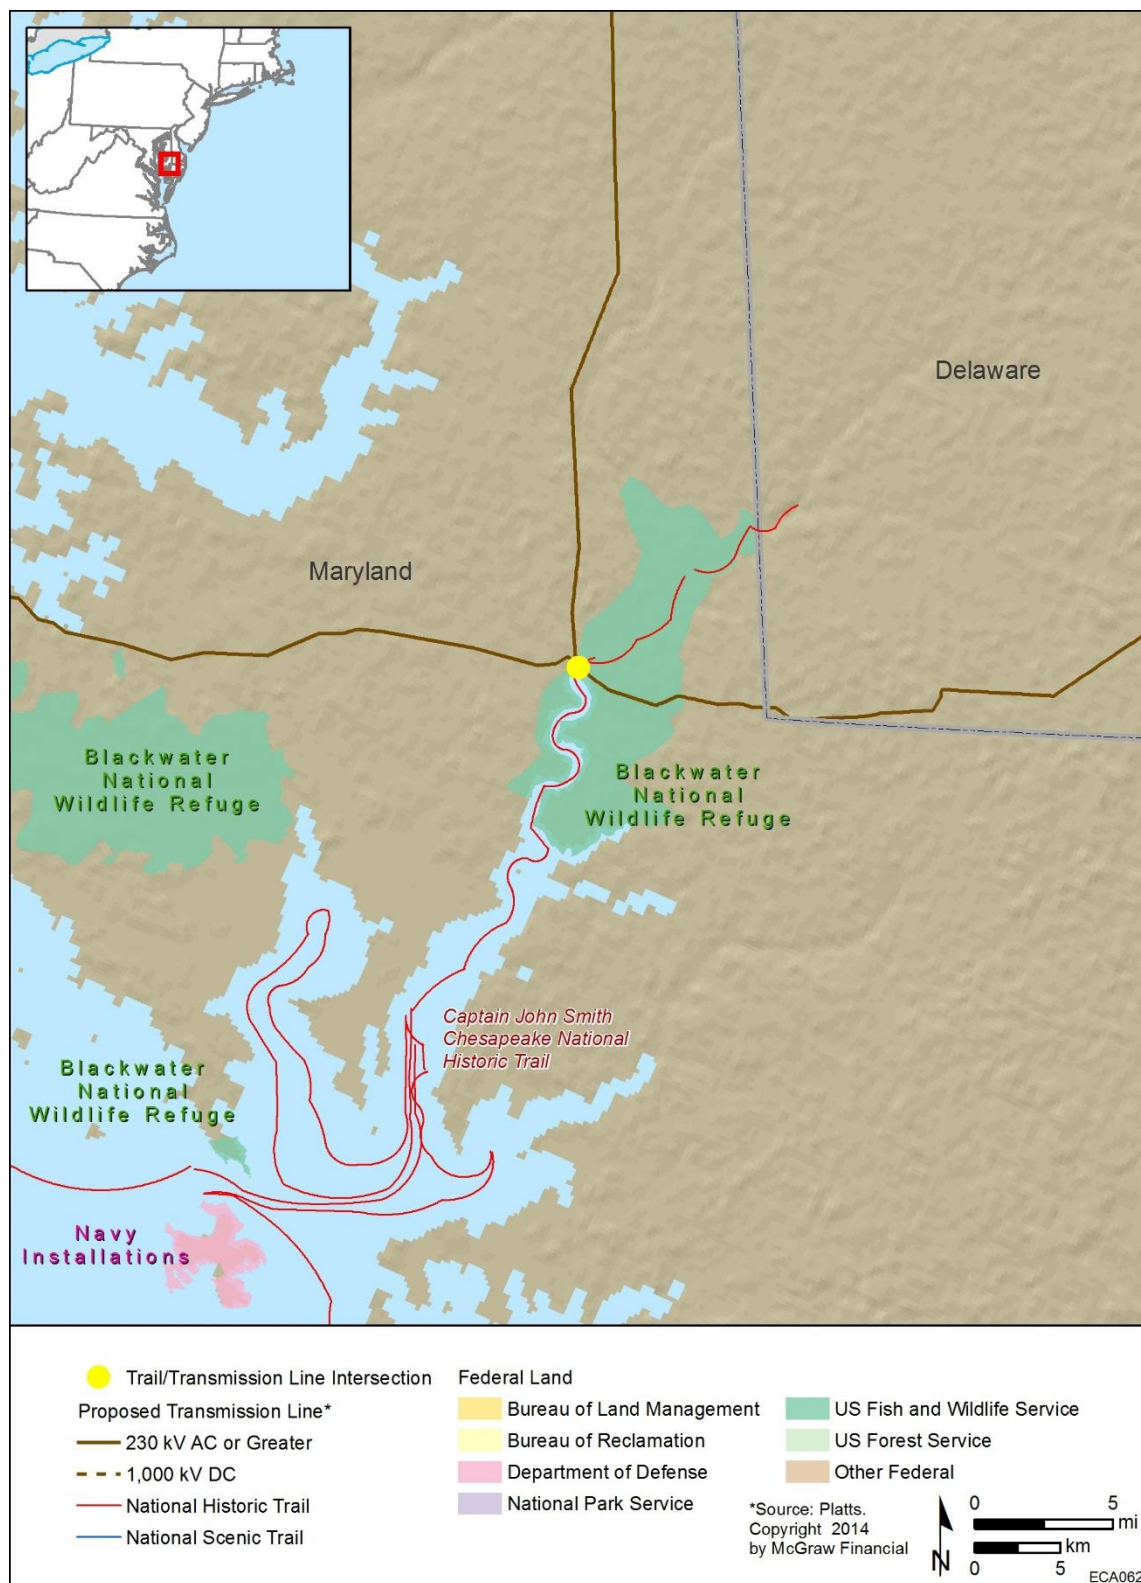 Delaware
Maryland
Blackwater
National
Wildlife Refuge
Blackwater
National
Wildlife Refuge
Captain John Smith
Chesapeake National
Historic Trail
Blackwater
National
Wildlife Refuge
Navy
Installations
Trail/Transmission Line Intersection
Proposed Transmission Line*
230 kV AC or Greater
1,000 kV DC
National Historic Trail
National Scenic Trail
Federal Land
Bureau of Land Management
Bureau of Reclamation
Department of Defense
National Park Service
US Fish and Wildlife Service
US Forest Service
Other Federal
*Source: Platts.
Copyright 2014
by McGraw Financial
N
0 5
mi
km
0 5
ECA062